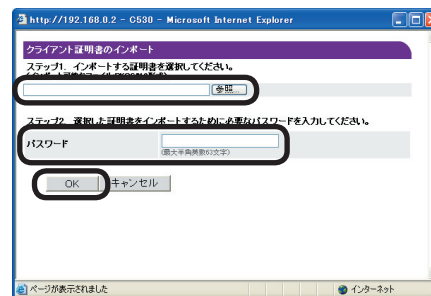 http://192.168.0.2 - C530 - Microsoft Internet Explorer
クライアント証明書のインポート
ステップ1. インポートする証明書を選択してください。
参照...
ステップ2. 選択した証明書をインポートするために必要なパスワードを入力してください。
パスワード
(最大半角英数63文字)
OK キャンセル
ページが表示されました インターネット